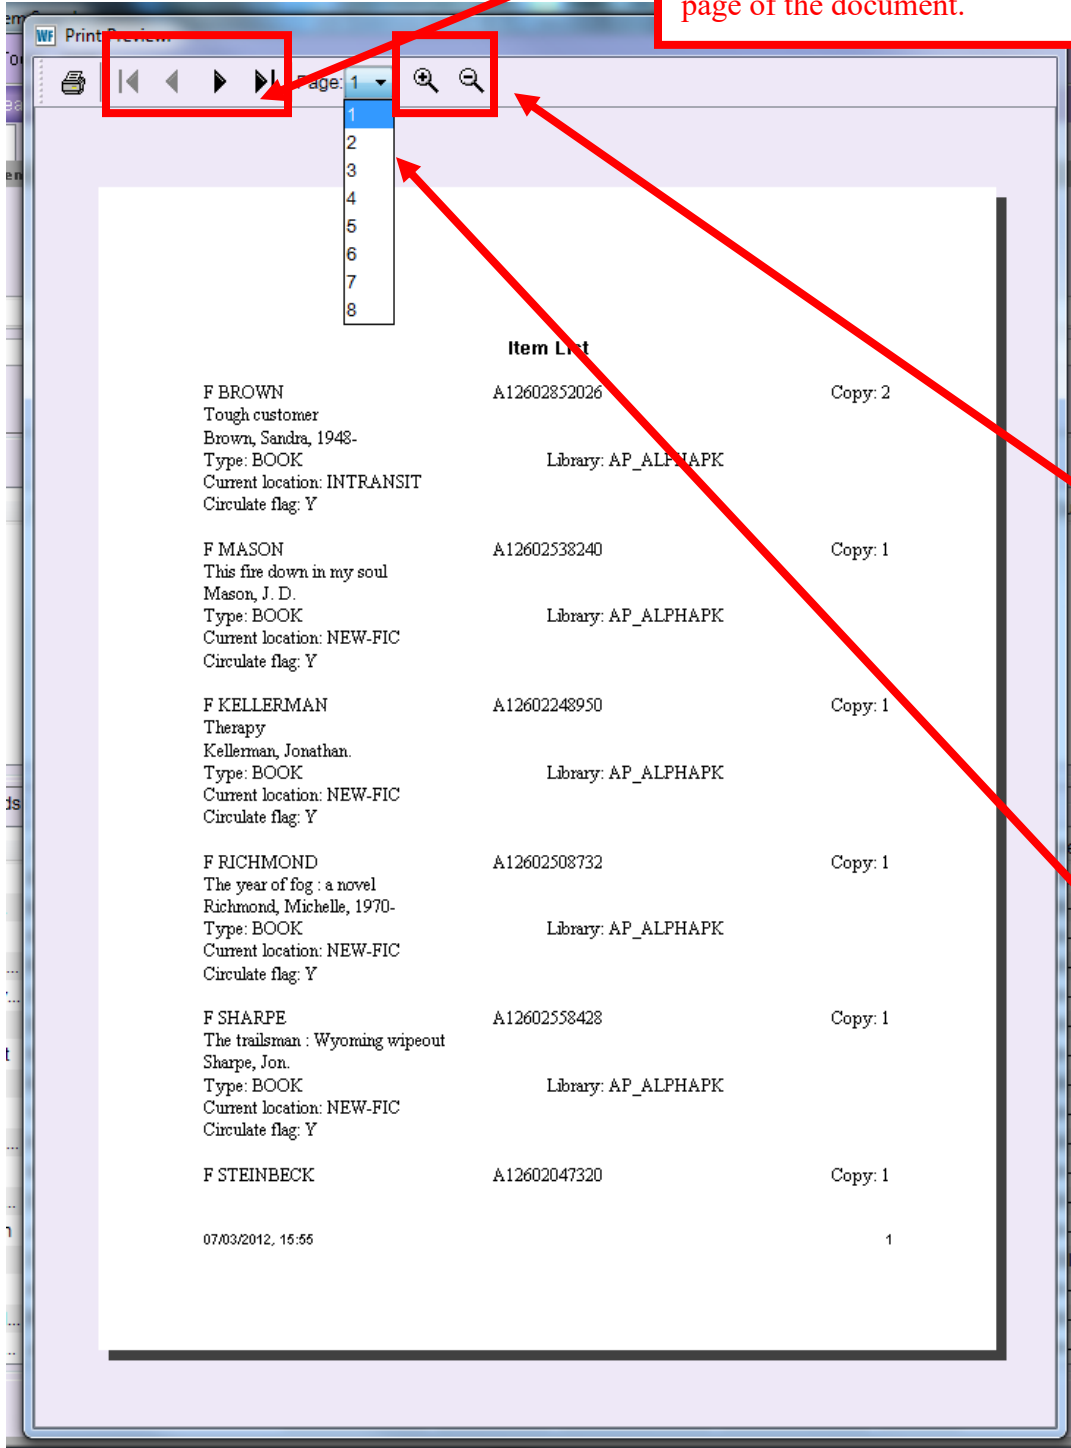 page of the document.
WF Print Preview
Page: 1
1
2
3
4
5
6
7
8
Item List
F BROWN A12602852026 Copy: 2
Tough customer
Brown, Sandra, 1948-
Type: BOOK Library: AP_ALPHAPK
Current location: INTRANSIT
Circulate flag: Y
F MASON A12602538240 Copy: 1
This fire down in my soul
Mason, J. D.
Type: BOOK Library: AP_ALPHAPK
Current location: NEW-FIC
Circulate flag: Y
F KELLERMAN A12602248950 Copy: 1
Therapy
Kellerman, Jonathan.
Type: BOOK Library: AP_ALPHAPK
Current location: NEW-FIC
Circulate flag: Y
F RICHMOND A12602508732 Copy: 1
The year of fog : a novel
Richmond, Michelle, 1970-
Type: BOOK Library: AP_ALPHAPK
Current location: NEW-FIC
Circulate flag: Y
F SHARPE A12602558428 Copy: 1
The trailsman : Wyoming wipeout
Sharpe, Jon.
Type: BOOK Library: AP_ALPHAPK
Current location: NEW-FIC
Circulate flag: Y
F STEINBECK A12602047320 Copy: 1
07/03/2012, 15:55 1